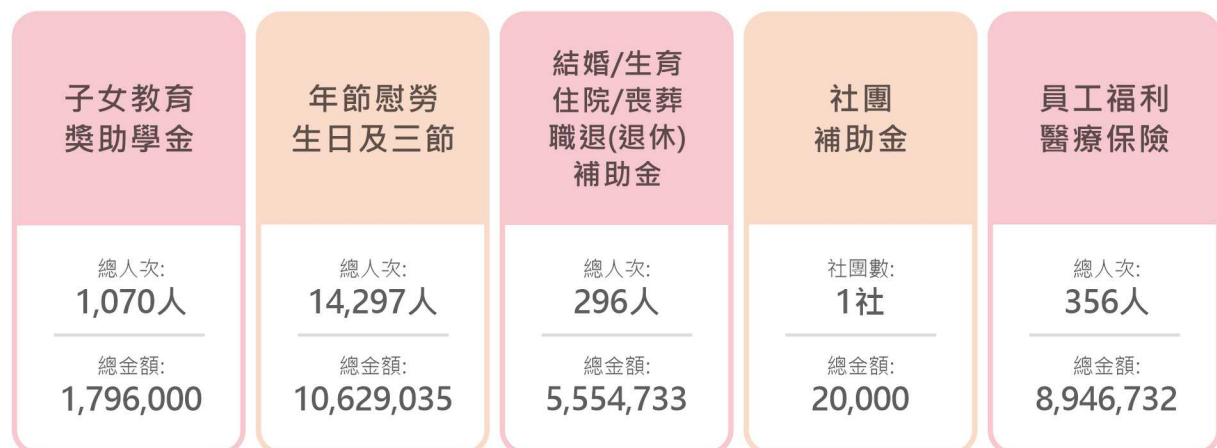 子女教育
獎助學金
總人次:
1,070人
總金額:
1,796,000
年節慰勞
生日及三節
總人次:
14,297人
總金額:
10,629,035
結婚/生育
住院/喪葬
職退(退休)
補助金
總人次:
296人
總金額:
5,554,733
社團
補助金
社團數:
1社
總金額:
20,000
員工福利
醫療保險
總人次:
356人
總金額:
8,946,732